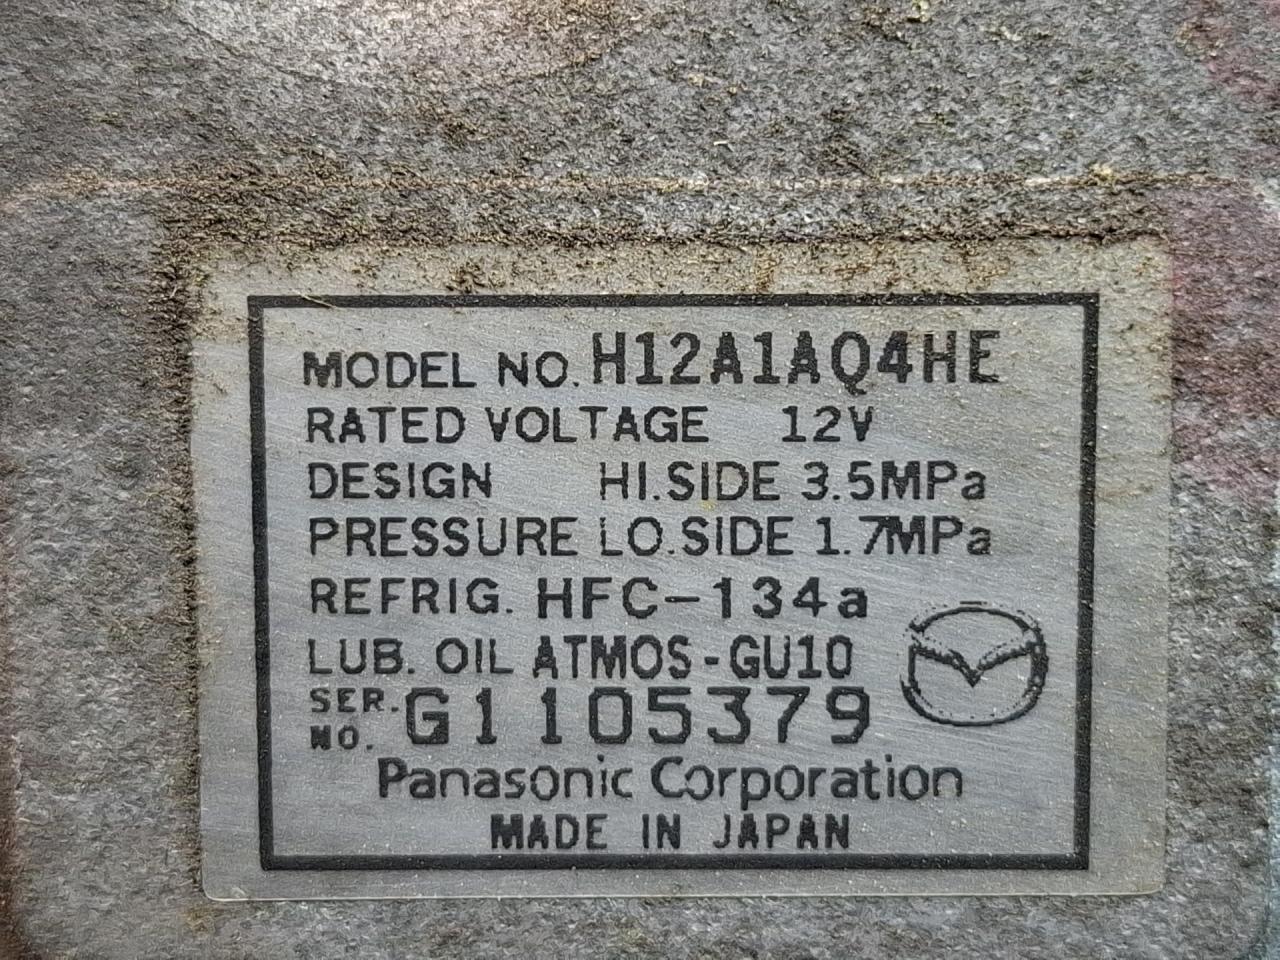 MODEL NO. H12A1AQ4HE
RATED VOLTAGE 12V
DESIGN HI.SIDE 3.5MPa
PRESSURE LO.SIDE 1.7MPa
REFRIG. HFC-134a
LUB. OIL ATMOS-GU10
SER. NO. G1105379
Panasonic Corporation
MADE IN JAPAN